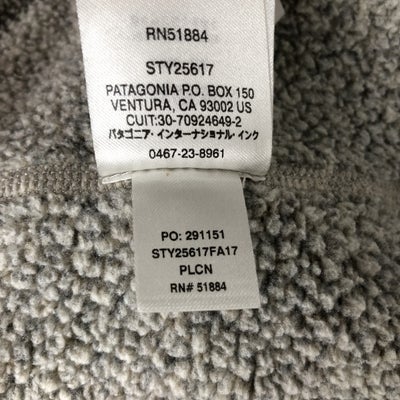 RN51884
STY25617
PATAGONIA P.O. BOX 150
VENTURA, CA 93002 US
CUIT:30-70924649-2
パタゴニア・インターナショナル・インク
0467-23-8961
PO: 291151
STY25617FA17
PLCN
RN# 51884